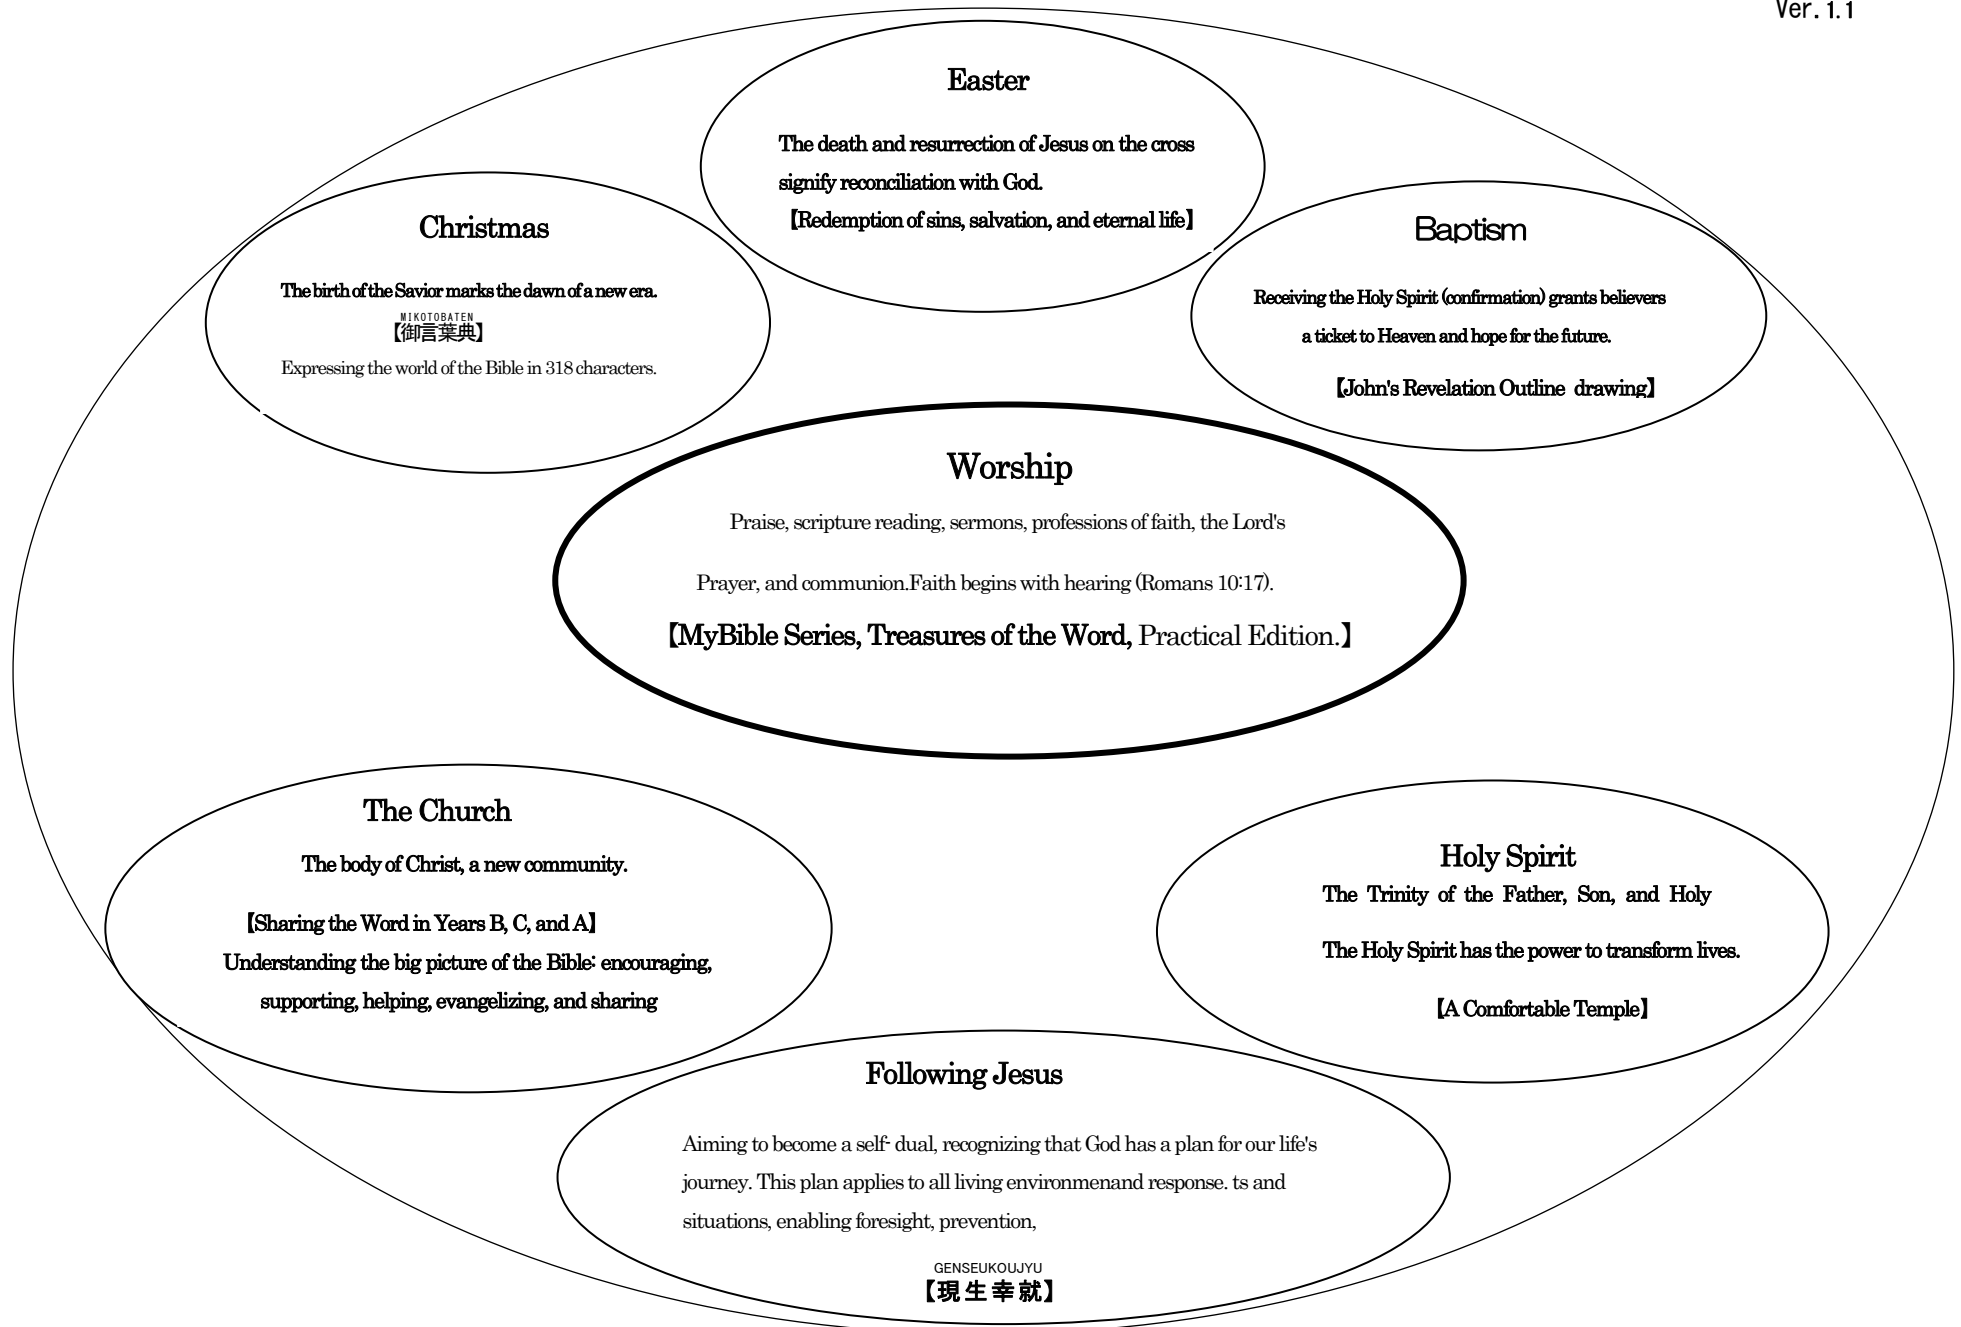 Ver. 1.1
Easter
The death and resurrection of Jesus on the cross
signify reconciliation with God.
【Redemption of sins, salvation, and eternal life】
Christmas
The birth of the Savior marks the dawn of a new era.
MIKOTOBATEN
【御言葉典】
Expressing the world of the Bible in 318 characters.
Baptism
Receiving the Holy Spirit (confirmation) grants believers
a ticket to Heaven and hope for the future.
【John's Revelation Outline drawing】
Worship
Praise, scripture reading, sermons, professions of faith, the Lord's
Prayer, and communion.Faith begins with hearing (Romans 10:17).
【MyBible Series, Treasures of the Word, Practical Edition.】
The Church
The body of Christ, a new community.
【Sharing the Word in Years B, C, and A】
Understanding the big picture of the Bible: encouraging,
supporting, helping, evangelizing, and sharing
Holy Spirit
The Trinity of the Father, Son, and Holy
The Holy Spirit has the power to transform lives.
【A Comfortable Temple】
Following Jesus
Aiming to become a self- dual, recognizing that God has a plan for our life's
journey. This plan applies to all living environmenand response. ts and
situations, enabling foresight, prevention,
GENSEUKOUJYU
【現生幸就】